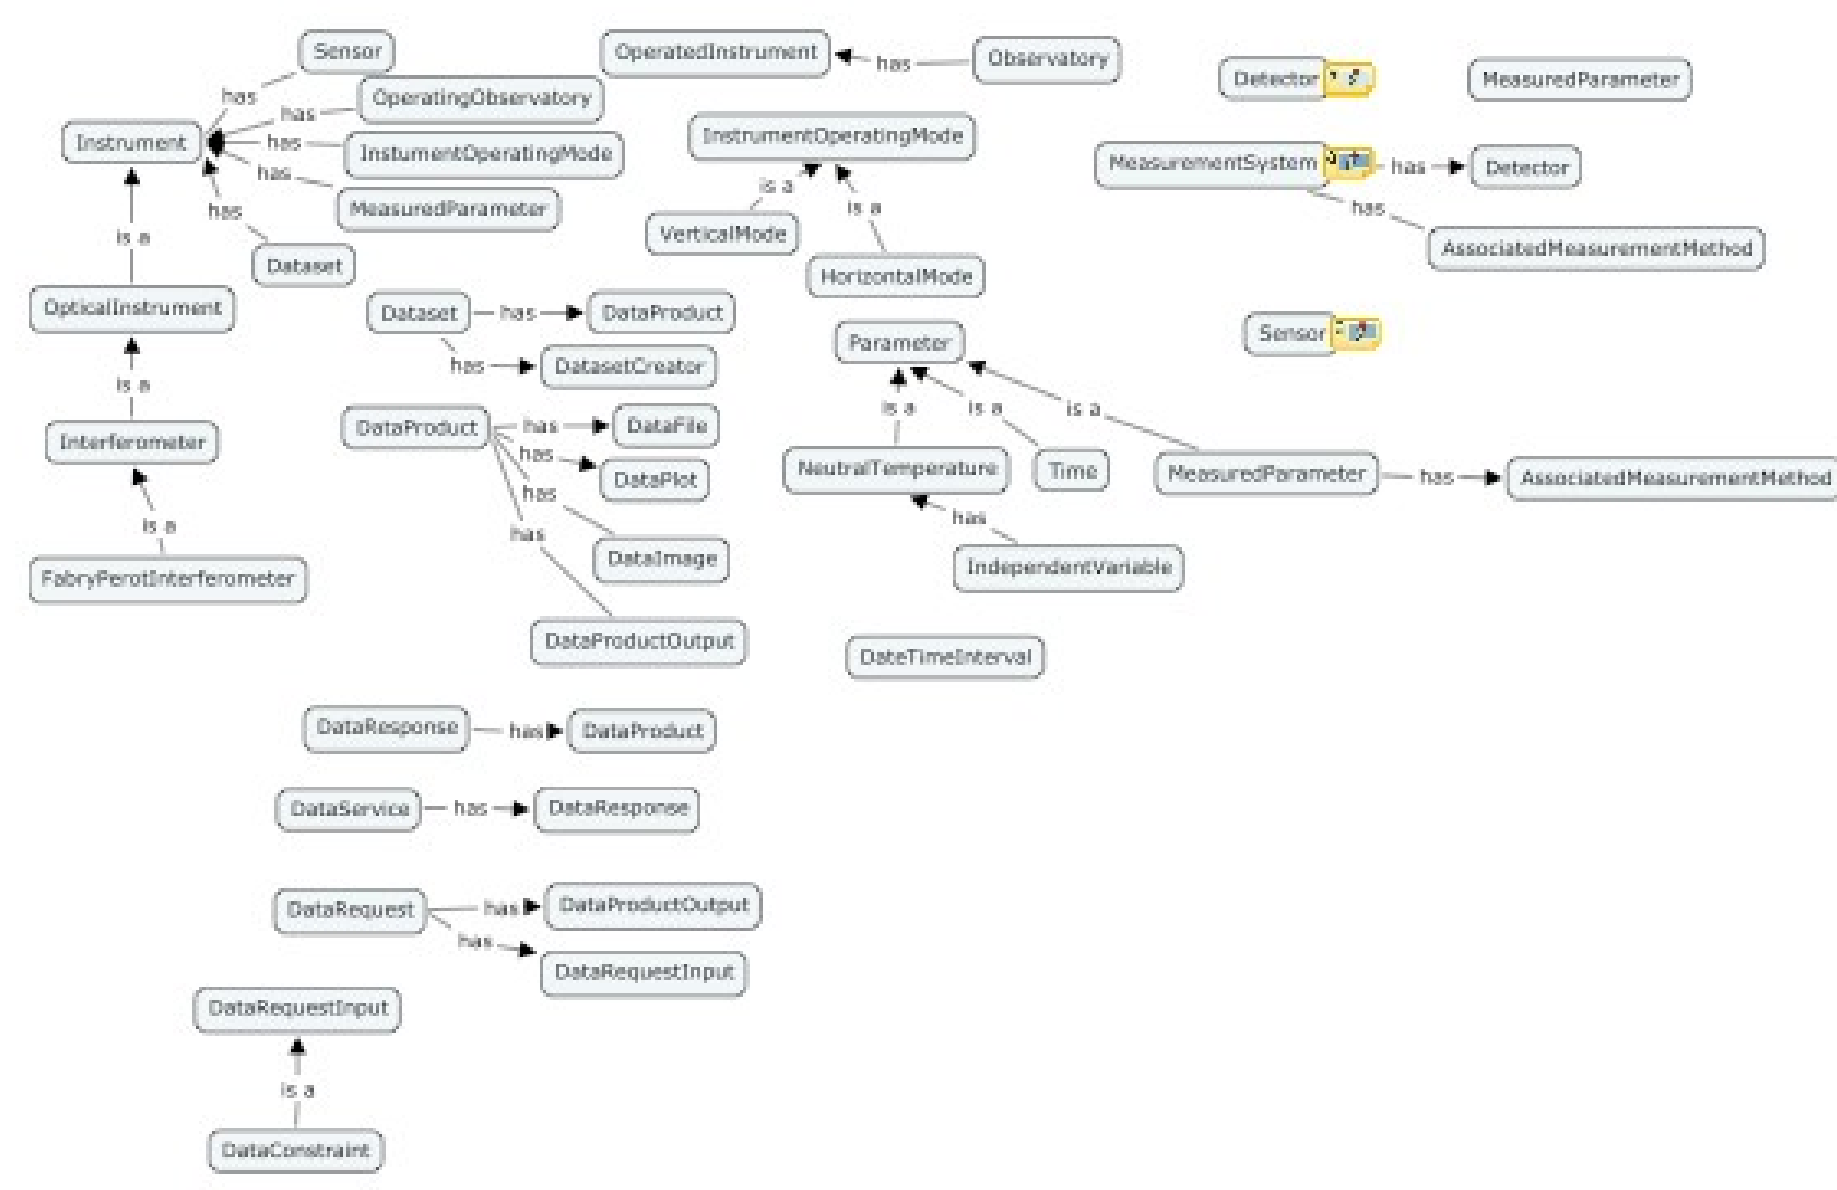 Sensor
has
OperatingObservatory
has
Instrument
has
InstumentOperatingMode
has
MeasuredParameter
has
Dataset
is a
OpticalInstrument
is a
Interferometer
is a
FabryPerotInterferometer
OperatedInstrument
has
Observatory
InstrumentOperatingMode
is a
VerticalMode
is a
HorizontalMode
Detector
MeasuredParameter
MeasurementSystem
has
Detector
has
AssociatedMeasurementMethod
Sensor
Dataset
has
DataProduct
has
DatasetCreator
DataProduct
has
DataFile
has
DataPlot
has
DataImage
has
DataProductOutput
Parameter
is a
is a
is a
NeutralTemperature
Time
MeasuredParameter
has
AssociatedMeasurementMethod
has
IndependentVariable
DateTimeInterval
DataResponse
has
DataProduct
DataService
has
DataResponse
DataRequest
has
DataProductOutput
has
DataRequestInput
DataRequestInput
is a
DataConstraint